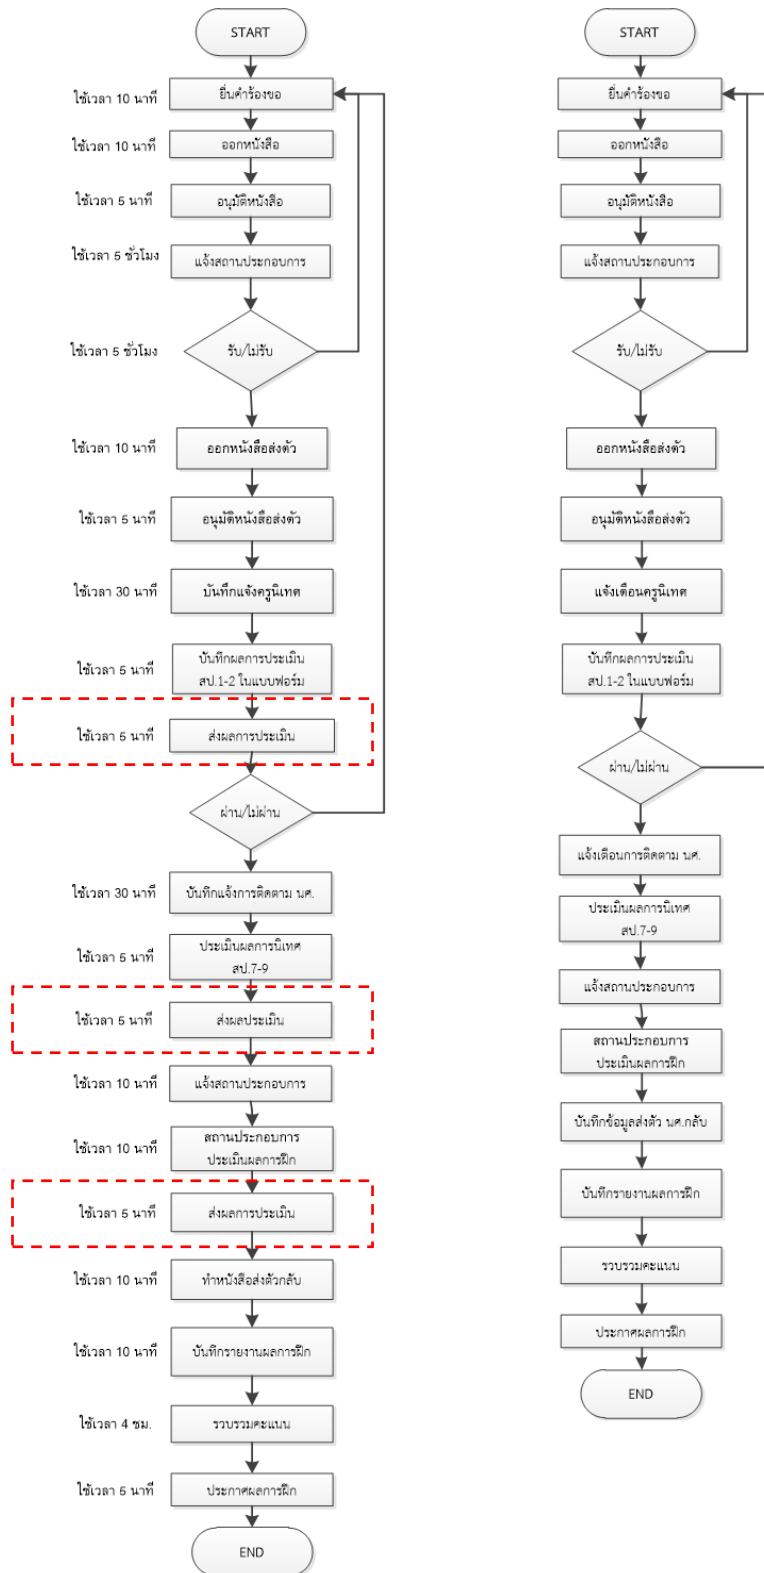 START
ใช้เวลา 10 นาที
ยื่นคำร้องขอ
ใช้เวลา 10 นาที
ออกหนังสือ
ใช้เวลา 5 นาที
อนุมัติหนังสือ
ใช้เวลา 5 ชั่วโมง
แจ้งสถานประกอบการ
ใช้เวลา 5 ชั่วโมง
รับ/ไม่รับ
ใช้เวลา 10 นาที
ออกหนังสือส่งตัว
ใช้เวลา 5 นาที
อนุมัติหนังสือส่งตัว
ใช้เวลา 30 นาที
บันทึกแจ้งครูนิเทศ
ใช้เวลา 5 นาที
บันทึกผลการประเมิน
สป.1-2 ในแบบฟอร์ม
ใช้เวลา 5 นาที
ส่งผลการประเมิน
ผ่าน/ไม่ผ่าน
ใช้เวลา 30 นาที
บันทึกแจ้งการติดตาม นศ.
ใช้เวลา 5 นาที
ประเมินผลการนิเทศ
สป.7-9
ใช้เวลา 5 นาที
ส่งผลประเมิน
ใช้เวลา 10 นาที
แจ้งสถานประกอบการ
ใช้เวลา 10 นาที
สถานประกอบการ
ประเมินผลการฝึก
ใช้เวลา 5 นาที
ส่งผลการประเมิน
ใช้เวลา 10 นาที
ทำหนังสือส่งตัวกลับ
ใช้เวลา 10 นาที
บันทึกรายงานผลการฝึก
ใช้เวลา 4 ชม.
รวบรวมคะแนน
ใช้เวลา 5 นาที
ประกาศผลการฝึก
END
START
ยื่นคำร้องขอ
ออกหนังสือ
อนุมัติหนังสือ
แจ้งสถานประกอบการ
รับ/ไม่รับ
ออกหนังสือส่งตัว
อนุมัติหนังสือส่งตัว
แจ้งเตือนครูนิเทศ
บันทึกผลการประเมิน
สป.1-2 ในแบบฟอร์ม
ผ่าน/ไม่ผ่าน
แจ้งเตือนการติดตาม นศ.
ประเมินผลการนิเทศ
สป.7-9
แจ้งสถานประกอบการ
สถานประกอบการ
ประเมินผลการฝึก
บันทึกข้อมูลส่งตัว นศ.กลับ
บันทึกรายงานผลการฝึก
รวบรวมคะแนน
ประกาศผลการฝึก
END